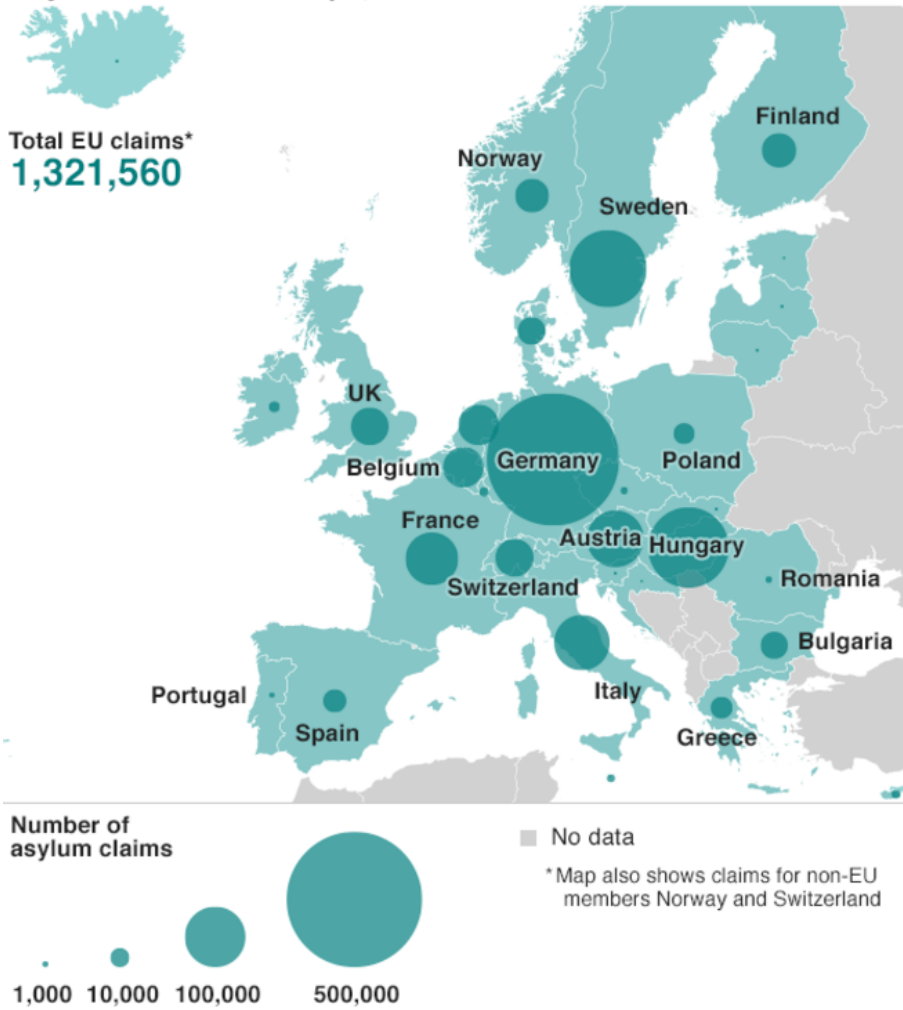 Total EU claims*
1,321,560
Finland
Norway
Sweden
UK
Belgium
Germany
Poland
France
Austria
Hungary
Switzerland
Romania
Bulgaria
Portugal
Italy
Spain
Greece
Number of
asylum claims
1,000
10,000
100,000
500,000
No data
*Map also shows claims for non-EU
members Norway and Switzerland